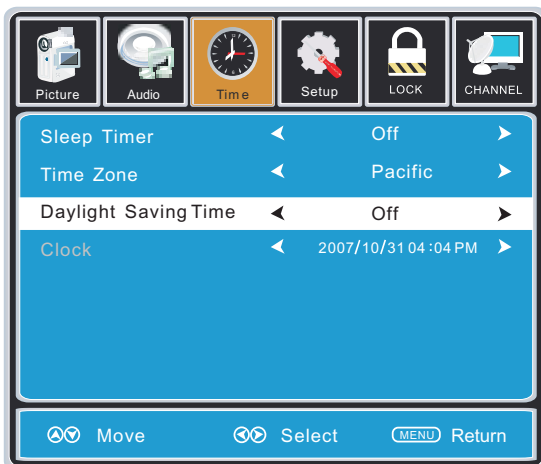 Picture Audio Time Setup LOCK CHANNEL
Sleep Timer Off
Time Zone Pacific
Daylight Saving Time Off
Clock 2007/10/31 04:04 PM
Move Select MENU Return